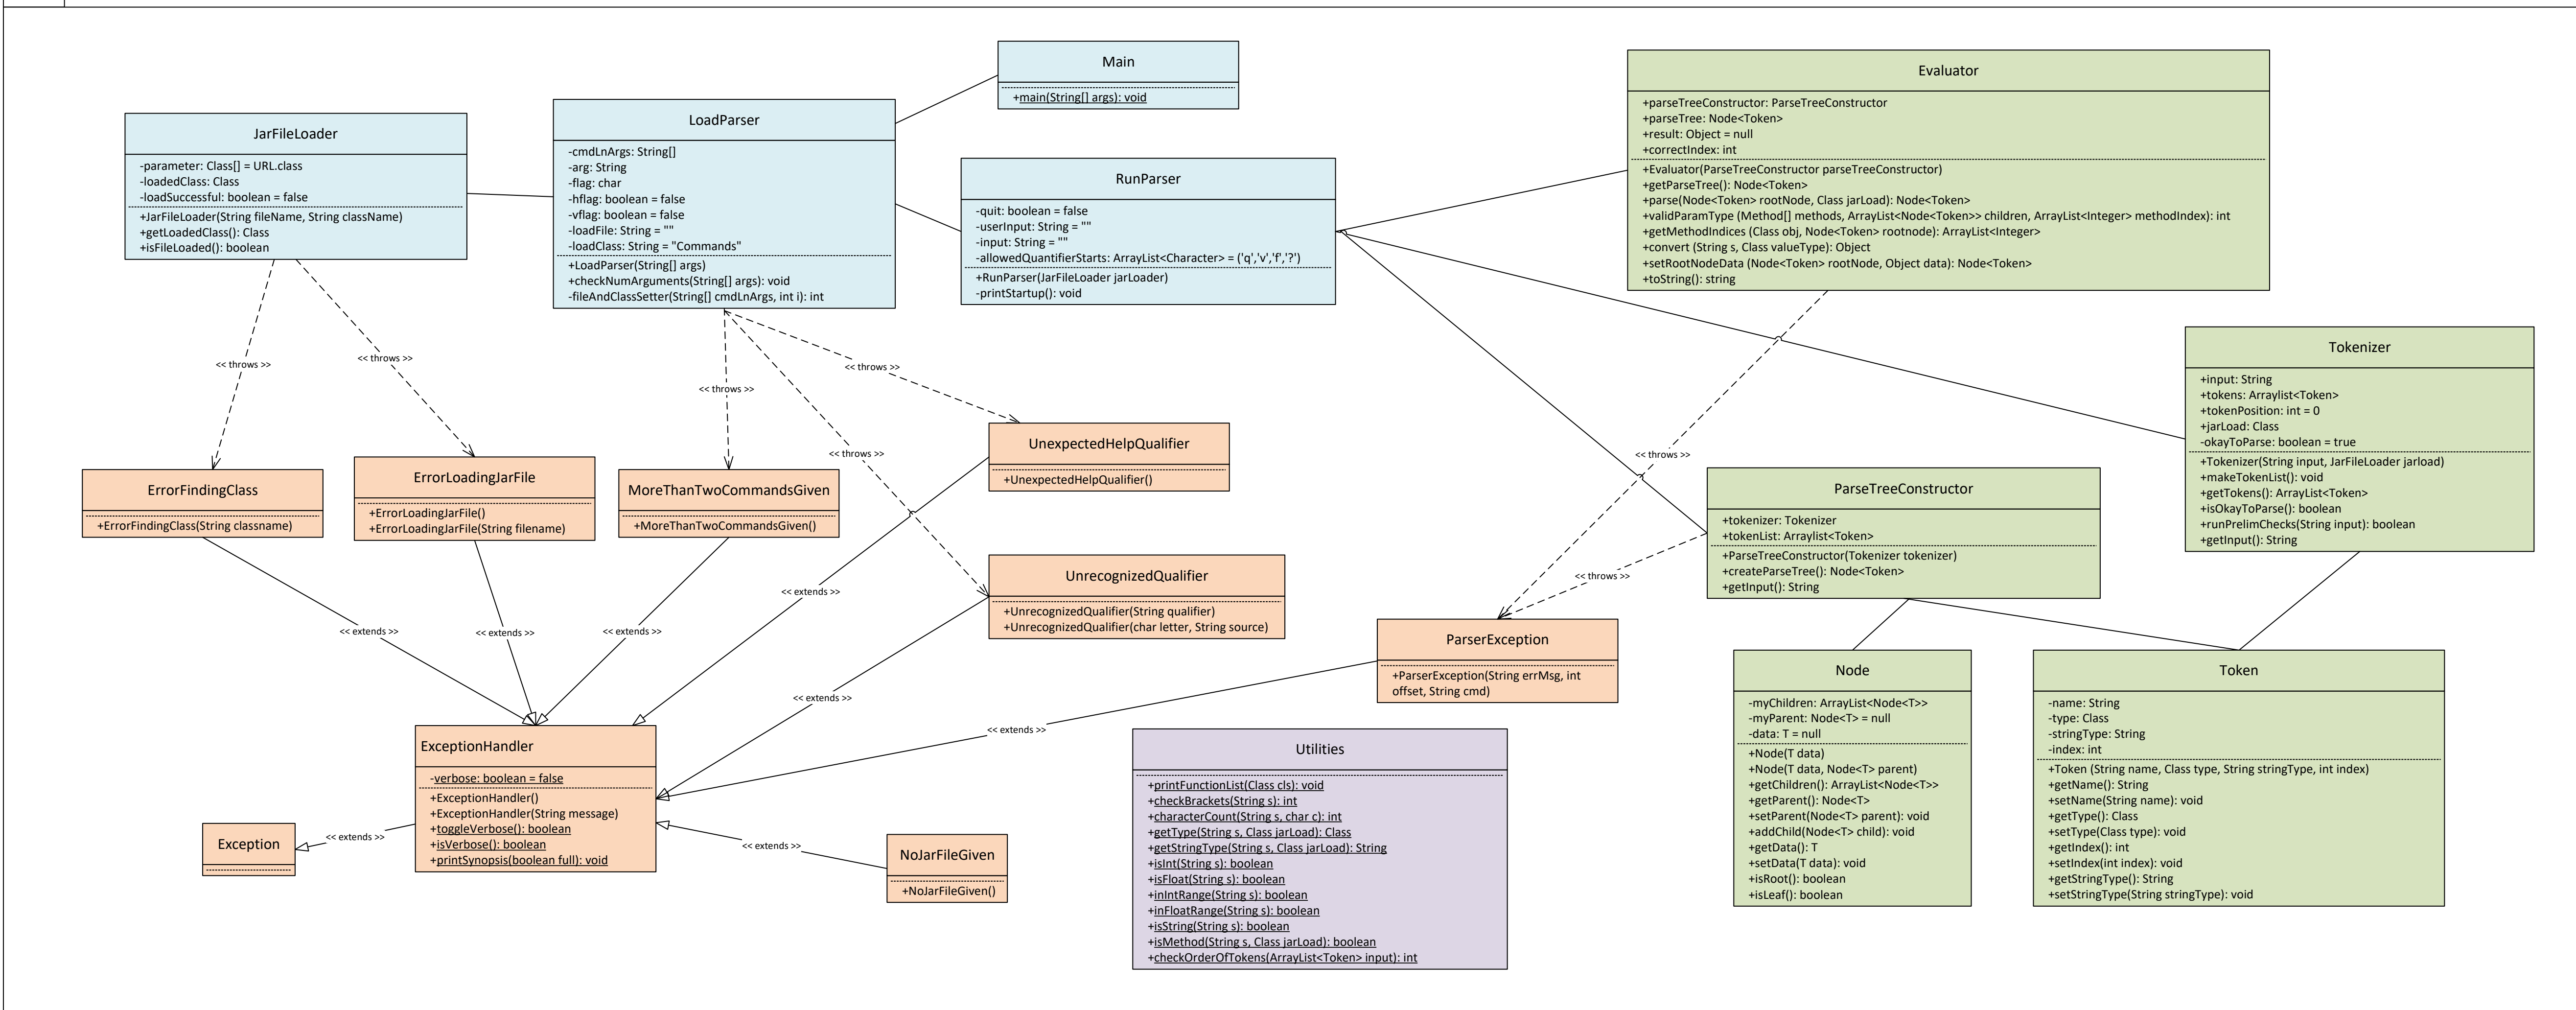 Main
+main(String[] args): void
JarFileLoader
-parameter: Class[] = URL.class
-loadedClass: Class
-loadSuccessful: boolean = false
+JarFileLoader(String fileName, String className)
+getLoadedClass(): Class
+isFileLoaded(): boolean
LoadParser
-cmdLnArgs: String[]
-arg: String
-flag: char
-hflag: boolean = false
-vflag: boolean = false
-loadFile: String = ""
-loadClass: String = "Commands"
+LoadParser(String[] args)
+checkNumArguments(String[] args): void
-fileAndClassSetter(String[] cmdLnArgs, int i): int
RunParser
-quit: boolean = false
-userInput: String = ""
-input: String = ""
-allowedQuantifierStarts: ArrayList<Character> = ('q','v','f','?')
+RunParser(JarFileLoader jarLoader)
-printStartup(): void
Evaluator
+parseTreeConstructor: ParseTreeConstructor
+parseTree: Node<Token>
+result: Object = null
+correctIndex: int
+Evaluator(ParseTreeConstructor parseTreeConstructor)
+getParseTree(): Node<Token>
+parse(Node<Token> rootNode, Class jarLoad): Node<Token>
+validParamType (Method[] methods, ArrayList<Node<Token>> children, ArrayList<Integer> methodIndex): int
+getMethodIndices (Class obj, Node<Token> rootnode): ArrayList<Integer>
+convert (String s, Class valueType): Object
+setRootNodeData (Node<Token> rootNode, Object data): Node<Token>
+toString(): string
Tokenizer
+input: String
+tokens: Arraylist<Token>
+tokenPosition: int = 0
+jarLoad: Class
-okayToParse: boolean = true
+Tokenizer(String input, JarFileLoader jarload)
+makeTokenList(): void
+getTokens(): ArrayList<Token>
+isOkayToParse(): boolean
+runPrelimChecks(String input): boolean
+getInput(): String
<< throws >>
<< throws >>
<< throws >>
<< throws >>
<< throws >>
<< throws >>
<< throws >>
ErrorFindingClass
+ErrorFindingClass(String classname)
ErrorLoadingJarFile
+ErrorLoadingJarFile()
+ErrorLoadingJarFile(String filename)
MoreThanTwoCommandsGiven
+MoreThanTwoCommandsGiven()
UnexpectedHelpQualifier
+UnexpectedHelpQualifier()
UnrecognizedQualifier
+UnrecognizedQualifier(String qualifier)
+UnrecognizedQualifier(char letter, String source)
ParseTreeConstructor
+tokenizer: Tokenizer
+tokenList: Arraylist<Token>
+ParseTreeConstructor(Tokenizer tokenizer)
+createParseTree(): Node<Token>
+getInput(): String
ParserException
+ParserException(String errMsg, int
offset, String cmd)
<< extends >>
<< extends >>
<< extends >>
<< extends >>
<< extends >>
<< extends >>
<< extends >>
<< extends >>
ExceptionHandler
-verbose: boolean = false
+ExceptionHandler()
+ExceptionHandler(String message)
+toggleVerbose(): boolean
+isVerbose(): boolean
+printSynopsis(boolean full): void
Exception
NoJarFileGiven
+NoJarFileGiven()
Utilities
+printFunctionList(Class cls): void
+checkBrackets(String s): int
+characterCount(String s, char c): int
+getType(String s, Class jarLoad): Class
+getStringType(String s, Class jarLoad): String
+isInt(String s): boolean
+isFloat(String s): boolean
+inIntRange(String s): boolean
+inFloatRange(String s): boolean
+isString(String s): boolean
+isMethod(String s, Class jarLoad): boolean
+checkOrderOfTokens(ArrayList<Token> input): int
Node
-myChildren: ArrayList<Node<T>>
-myParent: Node<T> = null
-data: T = null
+Node(T data)
+Node(T data, Node<T> parent)
+getChildren(): ArrayList<Node<T>>
+getParent(): Node<T>
+setParent(Node<T> parent): void
+addChild(Node<T> child): void
+getData(): T
+setData(T data): void
+isRoot(): boolean
+isLeaf(): boolean
Token
-name: String
-type: Class
-stringType: String
-index: int
+Token (String name, Class type, String stringType, int index)
+getName(): String
+setName(String name): void
+getType(): Class
+setType(Class type): void
+getIndex(): int
+setIndex(int index): void
+getStringType(): String
+setStringType(String stringType): void